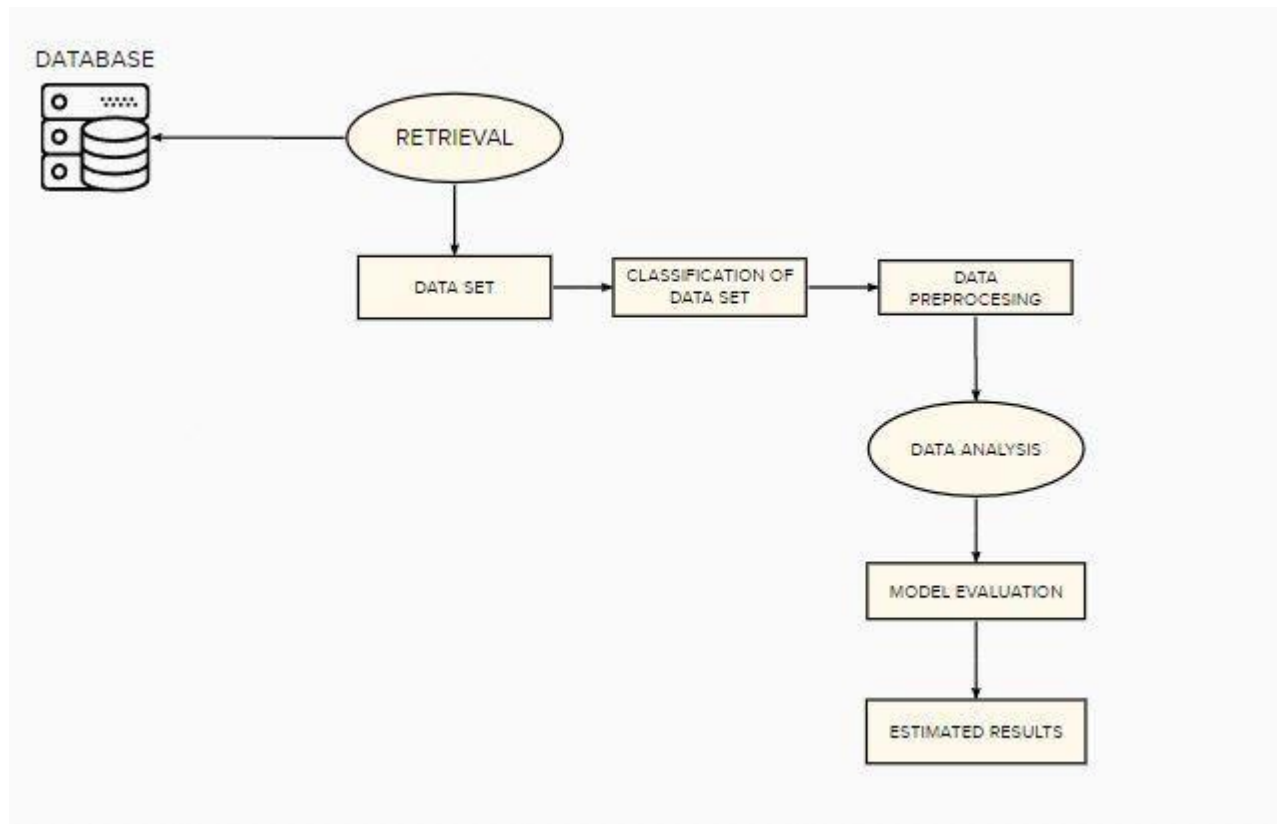 DATABASE
RETRIEVAL
DATA SET
CLASSIFICATION OF
DATA SET
DATA
PREPROCESING
DATA ANALYSIS
MODEL EVALUATION
ESTIMATED RESULTS